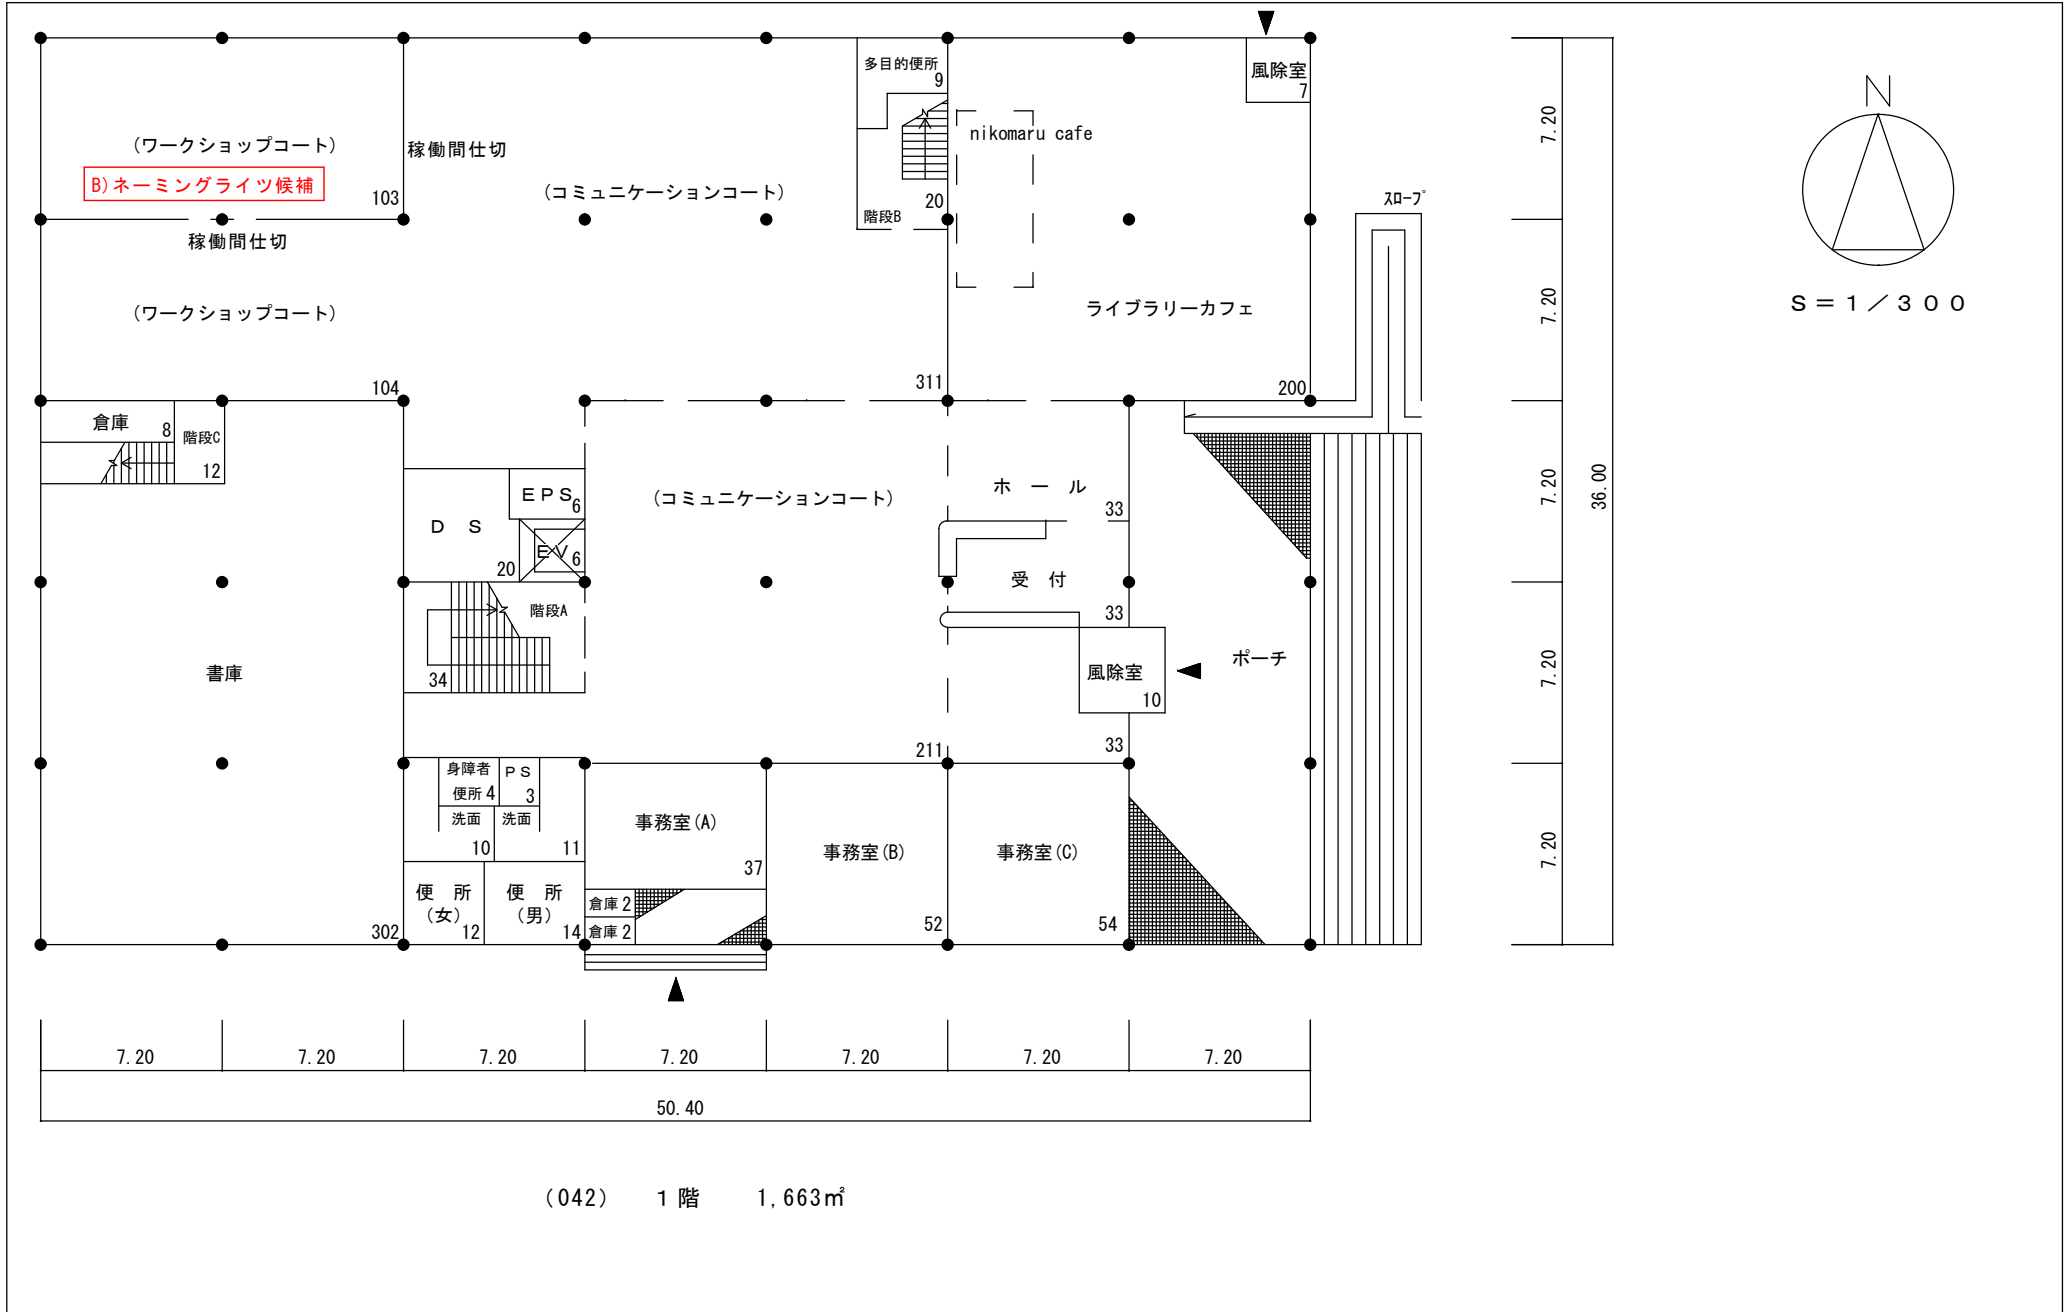 多目的便所
9
風除室
7
N
7.20
(ワークショップコート)
稼働間仕切
nikomaru cafe
B)ネーミングライツ候補
103
(コミュニケーションコート)
20
階段B
スロープ
稼働間仕切
(ワークショップコート)
ライブラリーカフェ
7.20
S=1/300
104
311
200
倉庫
8
階段C
12
EPS
6
DS
EV
6
20
(コミュニケーションコート)
ホール
33
7.20
36.00
受付
33
階段A
34
書庫
風除室
10
ポーチ
7.20
211
33
身障者
便所 4
PS
3
洗面
洗面
10
11
事務室(A)
37
事務室(B)
事務室(C)
7.20
便所
(女)
12
便所
(男)
14
倉庫 2
倉庫 2
302
52
54
7.20
7.20
7.20
7.20
7.20
7.20
7.20
50.40
(042) 1階 1,663㎡